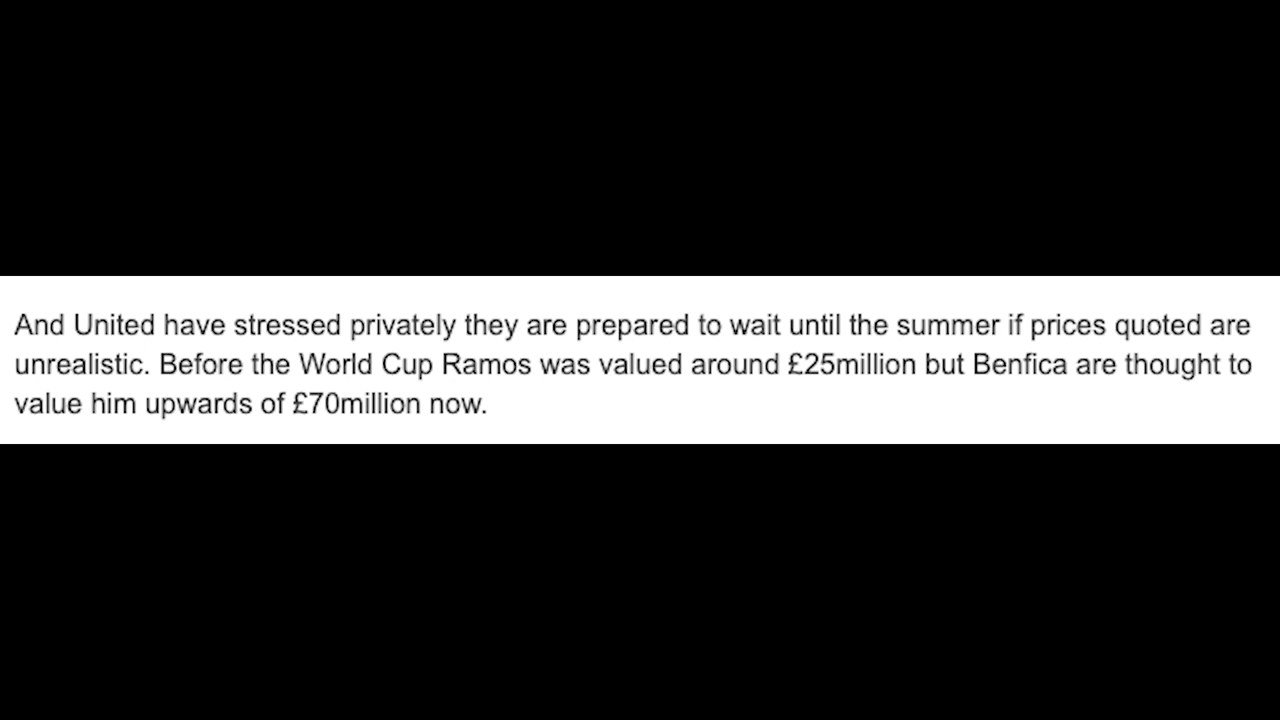 And United have stressed privately they are prepared to wait until the summer if prices quoted are
unrealistic. Before the World Cup Ramos was valued around £25million but Benfica are thought to
value him upwards of £70million now.